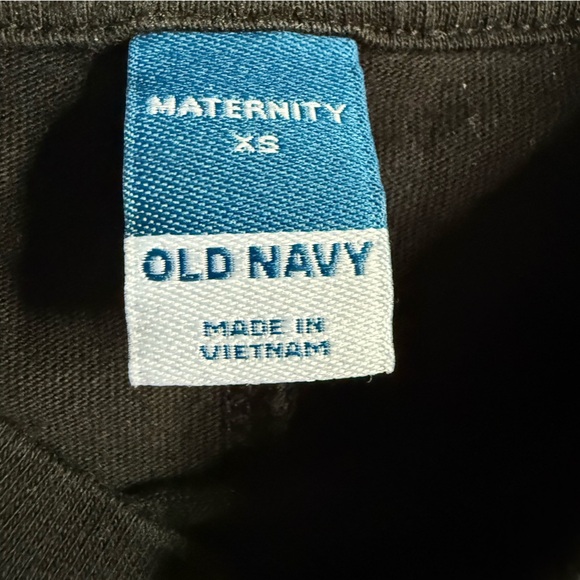 MATERNITY
XS
OLD NAVY
MADE IN
VIETNAM